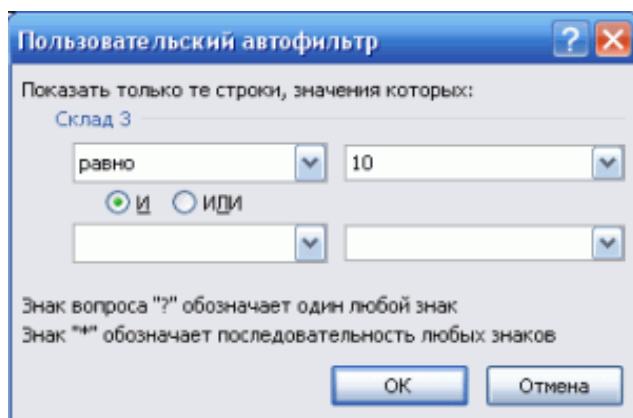 Пользовательский автофильтр
Показать только те строки, значения которых:
Склад 3
равно 10
И ИЛИ
Знак вопроса "?" обозначает один любой знак
Знак "*" обозначает последовательность любых знаков
ОК Отмена